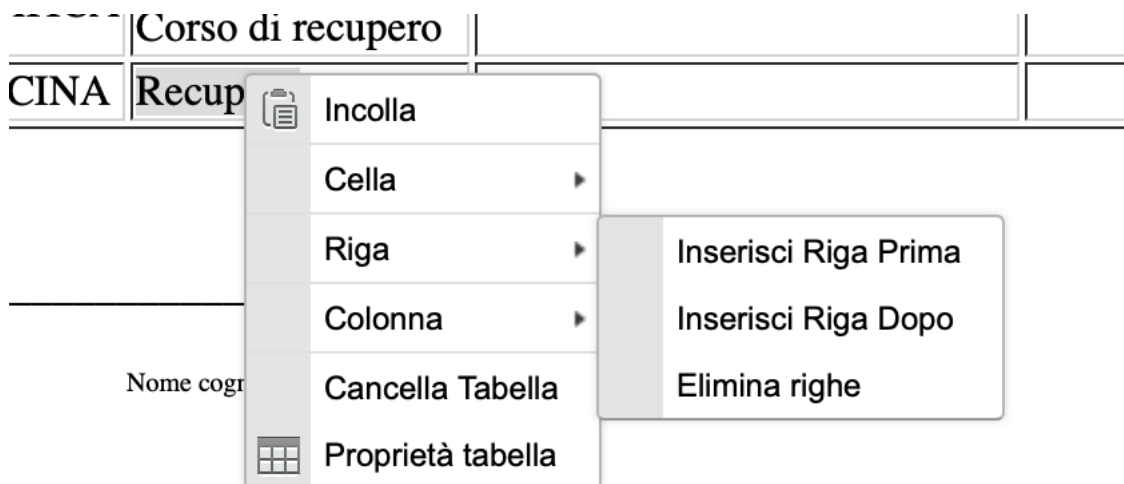 Corso di recupero
CINA
Recup
Incolla
Cella
Riga
Inserisci Riga Prima
Colonna
Inserisci Riga Dopo
Nome cogn
Cancella Tabella
Elimina righe
Proprietà tabella